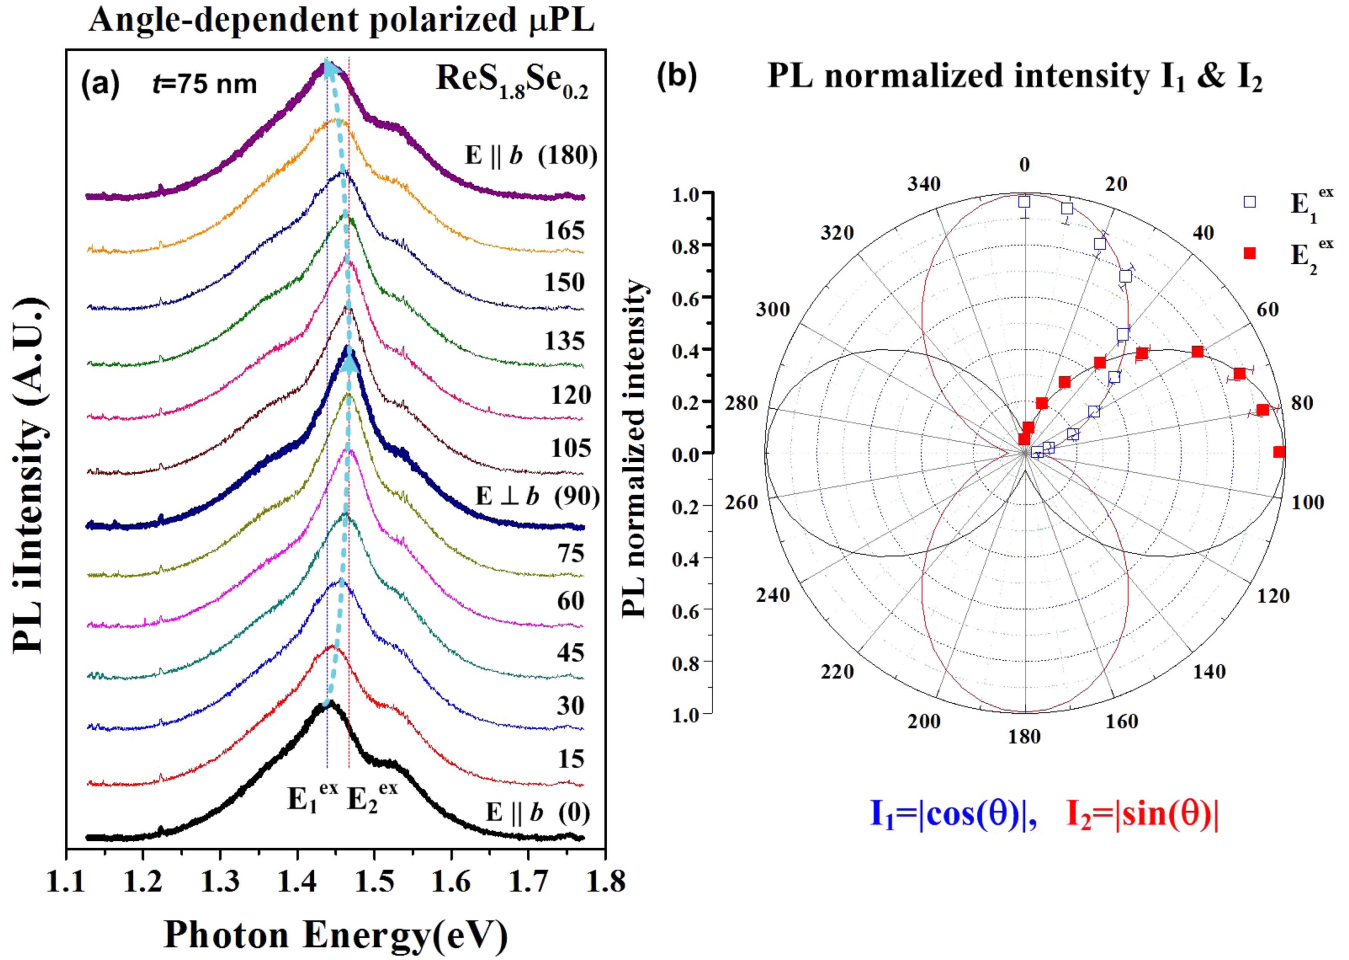 Angle-dependent polarized μPL
(a) t=75 nm ReS1.8Se0.2
E || b (180)
165
150
135
120
105
E ⊥ b (90)
75
60
45
30
15
E1ex E2ex
E || b (0)
PL iIntensity (A.U.)
1.1 1.2 1.3 1.4 1.5 1.6 1.7 1.8
Photon Energy(eV)
(b) PL normalized intensity I1 & I2
PL normalized intensity
1.0
0.8
0.6
0.4
0.2
0.0
0.2
0.4
0.6
0.8
1.0
0
20
40
60
80
100
120
140
160
180
200
220
240
260
280
300
320
340
E1ex
E2ex
I1=|cos(θ)|, I2=|sin(θ)|